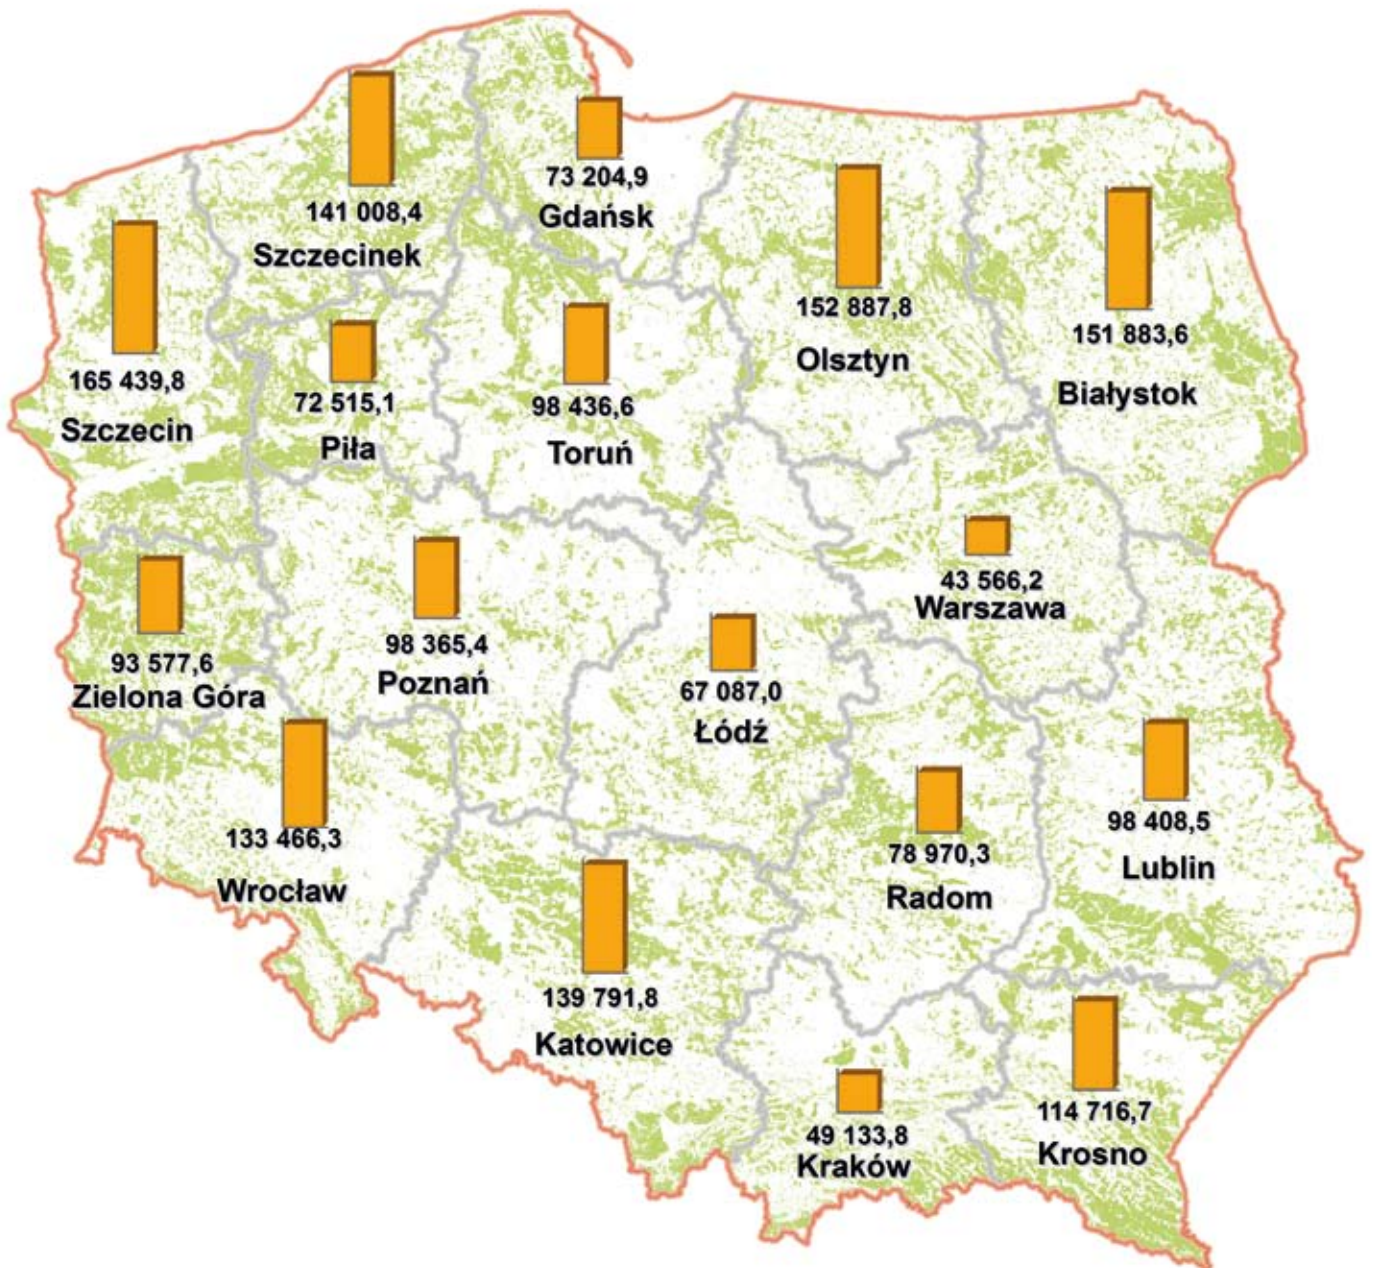 73 204,9
Gdańsk
141 008,4
Szczecinek
152 887,8
Olsztyn
151 883,6
Białystok
165 439,8
Szczecin
72 515,1
Piła
98 436,6
Toruń
43 566,2
Warszawa
93 577,6
Zielona Góra
98 365,4
Poznań
67 087,0
Łódź
133 466,3
Wrocław
78 970,3
Radom
98 408,5
Lublin
139 791,8
Katowice
49 133,8
Kraków
114 716,7
Krosno